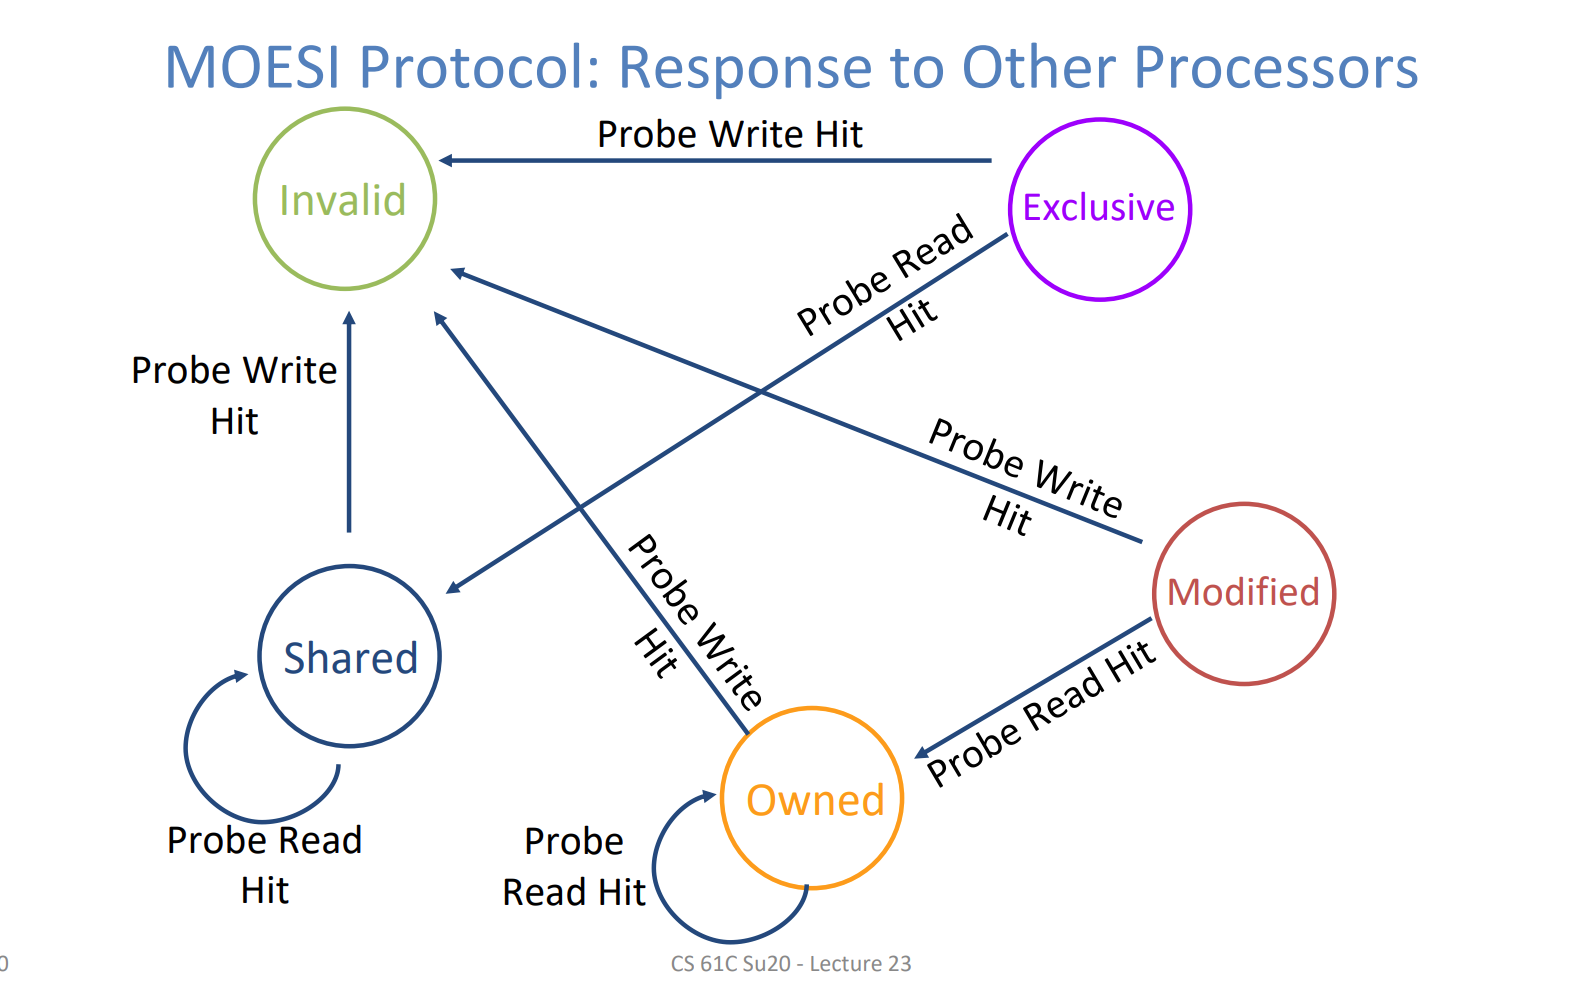 MOESI Protocol: Response to Other Processors
Probe Write Hit
Invalid
Exclusive
Probe Read
Hit
Probe Write
Hit
Probe Write
Hit
Probe Write
Hit
Modified
Shared
Probe Read Hit
Owned
Probe Read
Hit
Probe
Read Hit
0
CS 61C Su20 - Lecture 23